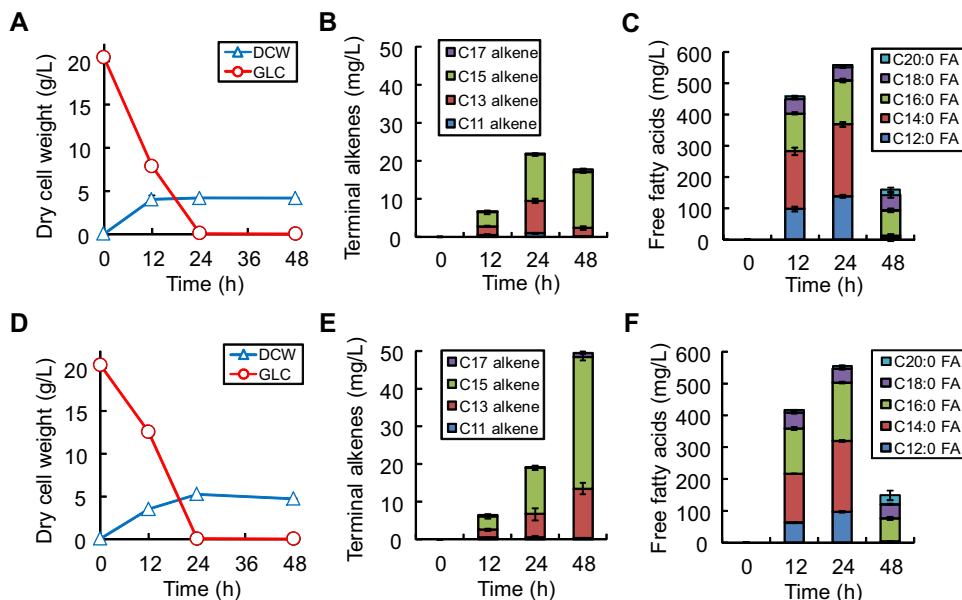 A
Dry cell weight (g/L)
20
15
10
5
0
DCW
GLC
0 12 24 36 48
Time (h)
B
Terminal alkenes (mg/L)
50
40
30
20
10
0
C17 alkene
C15 alkene
C13 alkene
C11 alkene
0 12 24 48
Time (h)
C
Free fatty acids (mg/L)
600
500
400
300
200
100
0
C20:0 FA
C18:0 FA
C16:0 FA
C14:0 FA
C12:0 FA
0 12 24 48
Time (h)
D
Dry cell weight (g/L)
20
15
10
5
0
DCW
GLC
0 12 24 36 48
Time (h)
E
Terminal alkenes (mg/L)
50
40
30
20
10
0
C17 alkene
C15 alkene
C13 alkene
C11 alkene
0 12 24 48
Time (h)
F
Free fatty acids (mg/L)
600
500
400
300
200
100
0
C20:0 FA
C18:0 FA
C16:0 FA
C14:0 FA
C12:0 FA
0 12 24 48
Time (h)